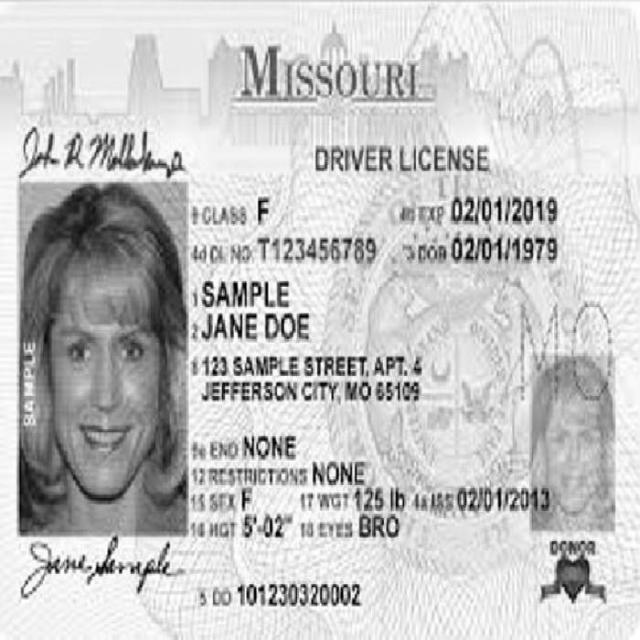 MISSOURI
DRIVER LICENSE
9 CLASS F 4b EXP 02/01/2019
4d DL NO. T123456789 3 DOB 02/01/1979
1 SAMPLE
2 JANE DOE
8 123 SAMPLE STREET, APT. 4
JEFFERSON CITY, MO 65109
SAMPLE
9a END NONE
12 RESTRICTIONS NONE
15 SEX F 17 WGT 125 lb 4a ISS 02/01/2013
16 HGT 5'-02" 18 EYES BRO
DONOR
Jane Sample
5 DD 101230320002
MO